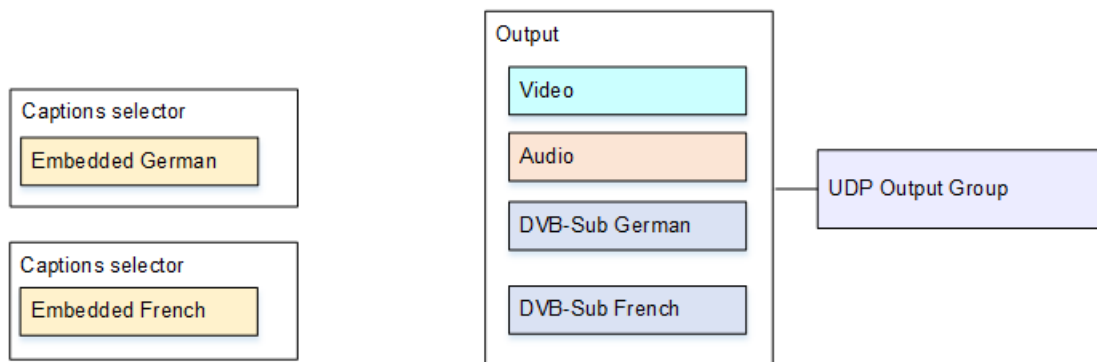 Captions selector
Embedded German
Captions selector
Embedded French
Output
Video
Audio
DVB-Sub German
DVB-Sub French
UDP Output Group